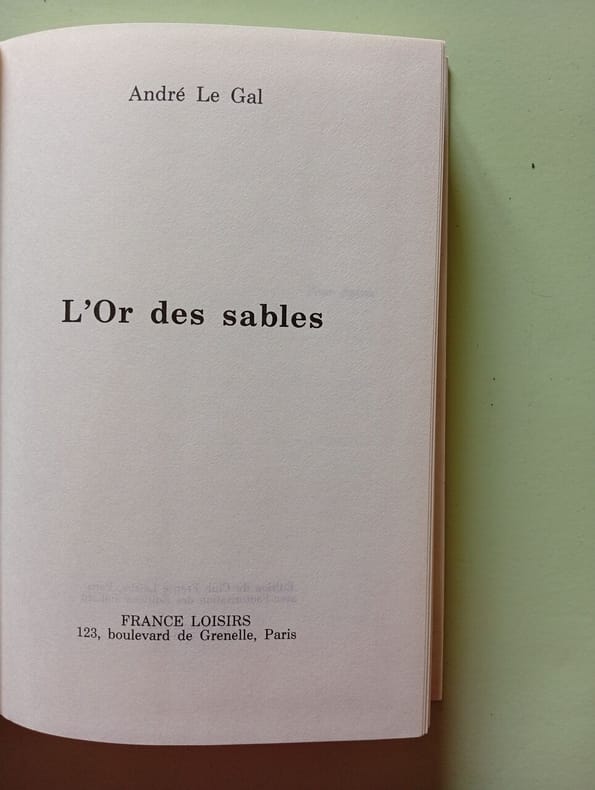 André Le Gal
L'Or des sables
FRANCE LOISIRS
123, boulevard de Grenelle, Paris